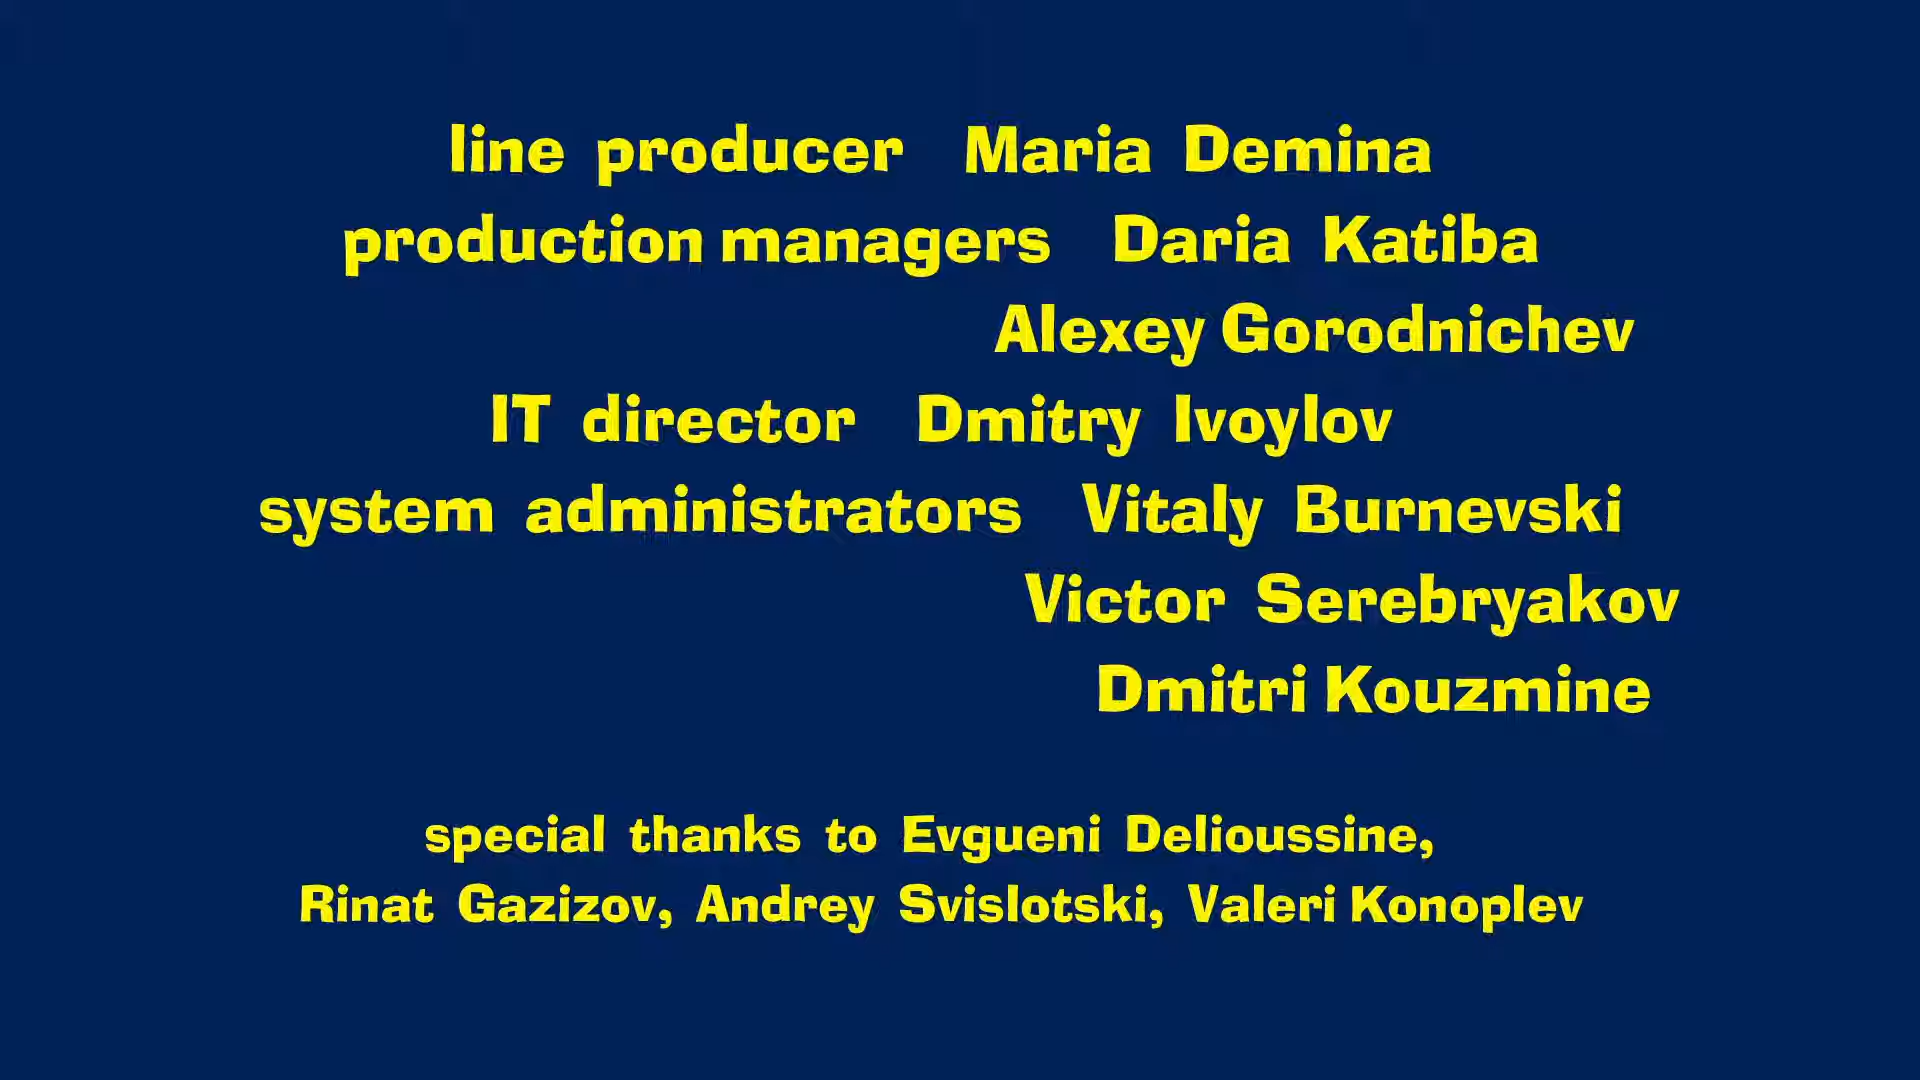 line producer Maria Demina
production managers Daria Katiba
Alexey Gorodnichev
IT director Dmitry Ivoylov
system administrators Vitaly Burnevski
Victor Serebryakov
Dmitri Kouzmine
special thanks to Evgueni Delioussine,
Rinat Gazizov, Andrey Svislotski, Valeri Konoplev